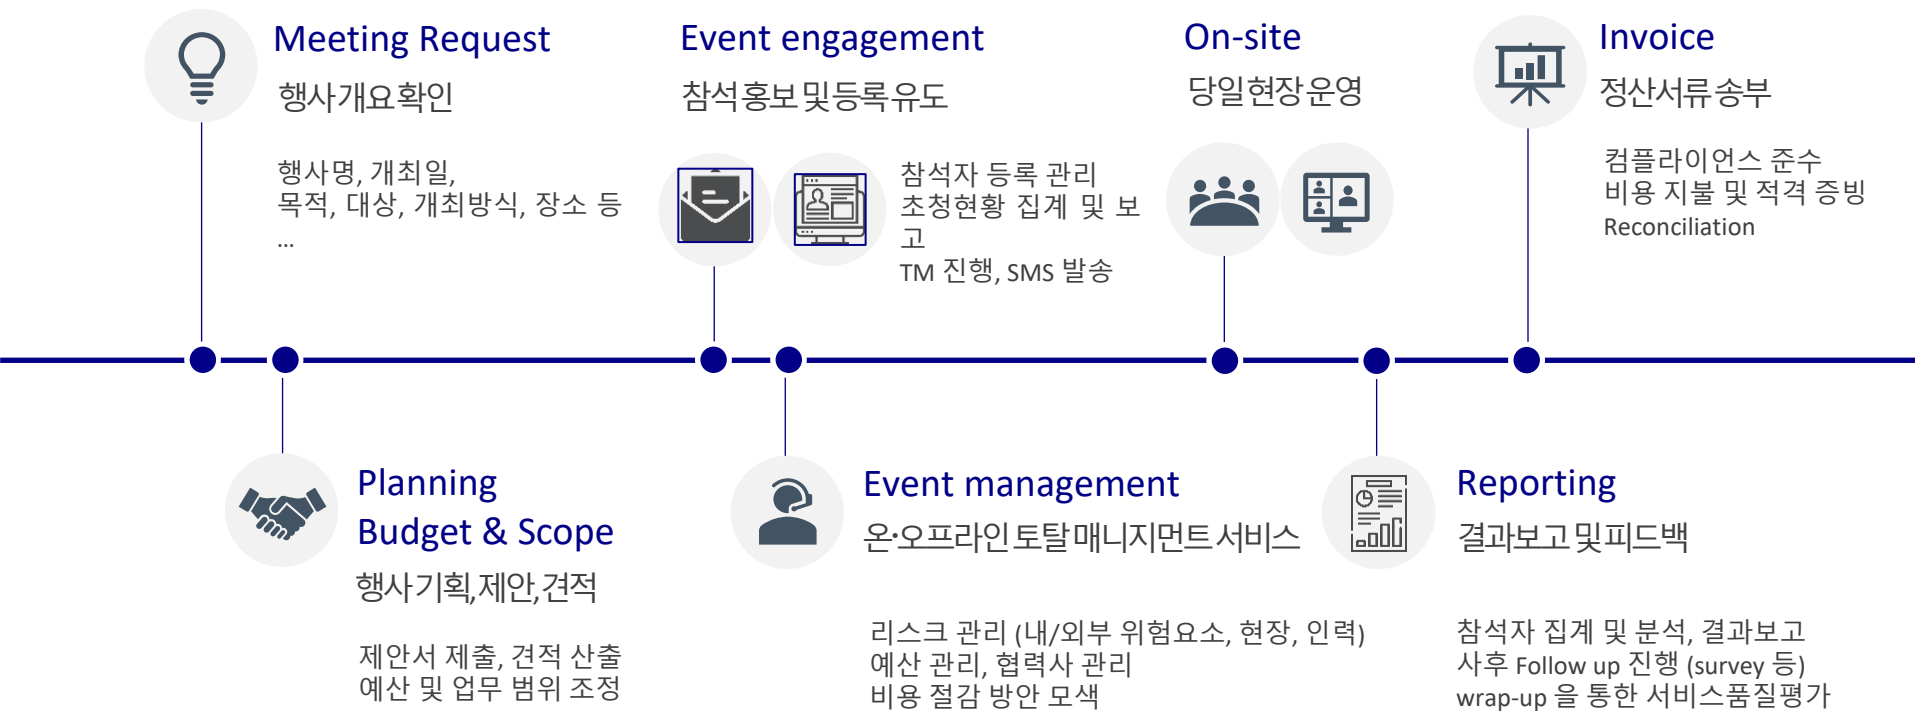 Meeting Request
행사개요확인
행사명, 개최일,
목적, 대상, 개최방식, 장소 등
...
Planning
Budget & Scope
행사 기획, 제안, 견적
제안서 제출, 견적 산출
예산 및 업무 범위 조정
Event engagement
참석 홍보 및 등록 유도
참석자 등록 관리
초청현황 집계 및 보
고
TM 진행, SMS 발송
Event management
온·오프라인 토탈 매니지먼트 서비스
리스크 관리 (내/외부 위험요소, 현장, 인력)
예산 관리, 협력사 관리
비용 절감 방안 모색
On-site
당일 현장 운영
Reporting
결과보고 및 피드백
참석자 집계 및 분석, 결과보고
사후 Follow up 진행 (survey 등)
wrap-up 을 통한 서비스품질평가
Invoice
정산서류 송부
컴플라이언스 준수
비용 지불 및 적격 증빙
Reconciliation